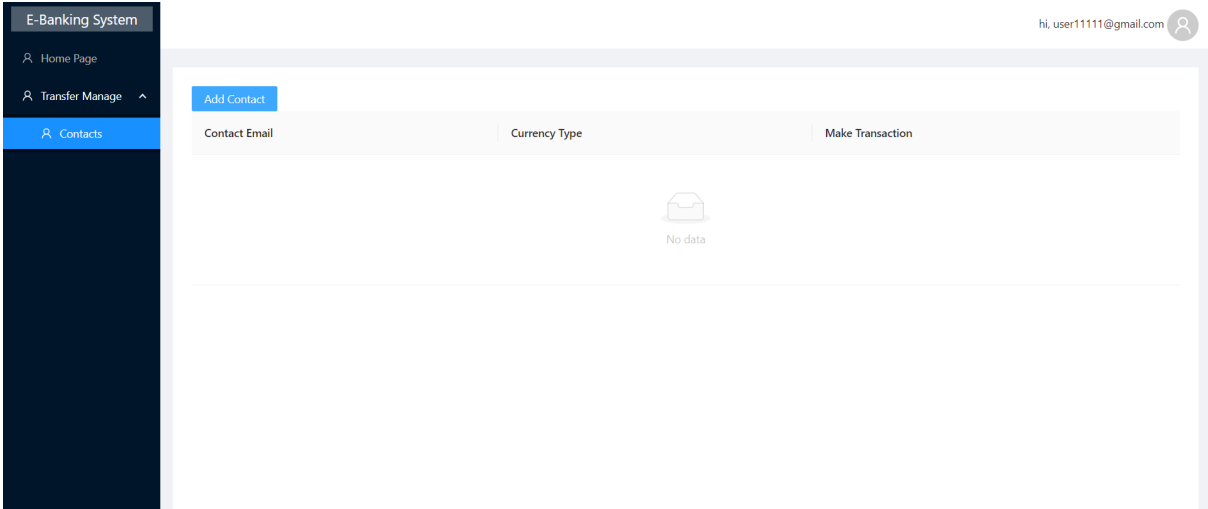 E-Banking System
hi, user11111@gmail.com
Home Page
Transfer Manage
Contacts
Add Contact
Contact Email
Currency Type
Make Transaction
No data